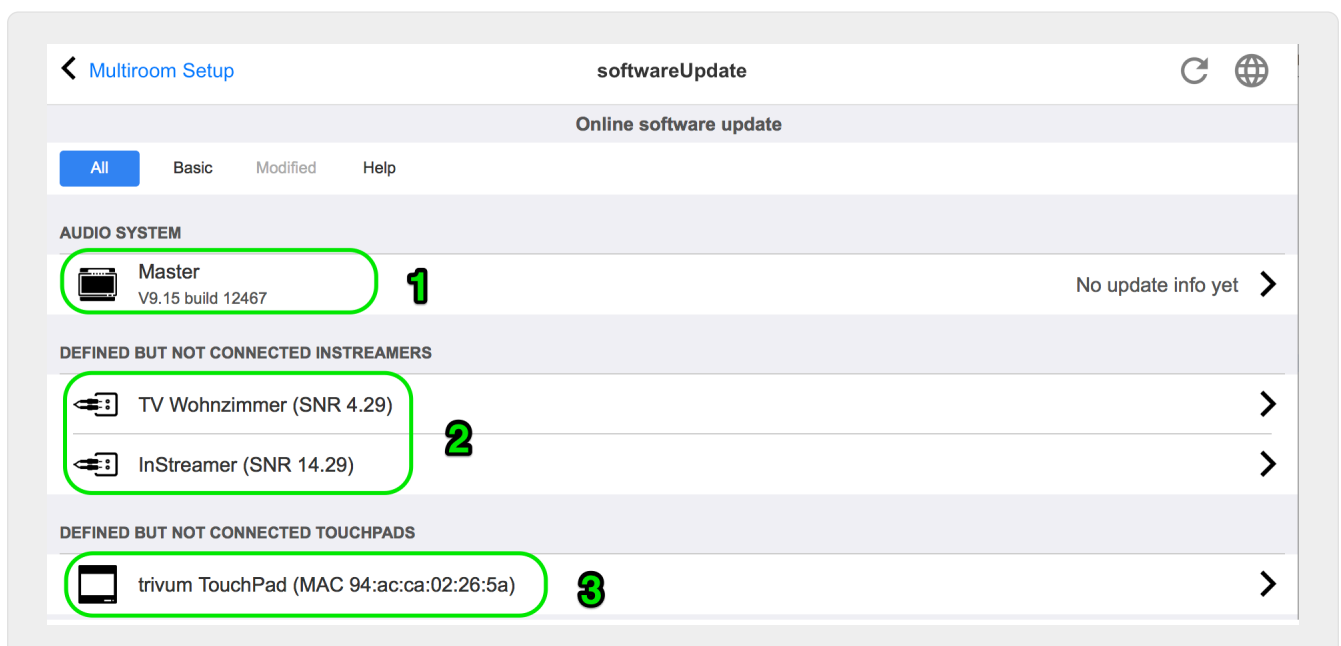 Multiroom Setup
softwareUpdate
Online software update
All Basic Modified Help
AUDIO SYSTEM
Master
V9.15 build 12467
No update info yet
1
DEFINED BUT NOT CONNECTED INSTREAMERS
TV Wohnzimmer (SNR 4.29)
2
InStreamer (SNR 14.29)
DEFINED BUT NOT CONNECTED TOUCHPADS
trivum TouchPad (MAC 94:ac:ca:02:26:5a)
3